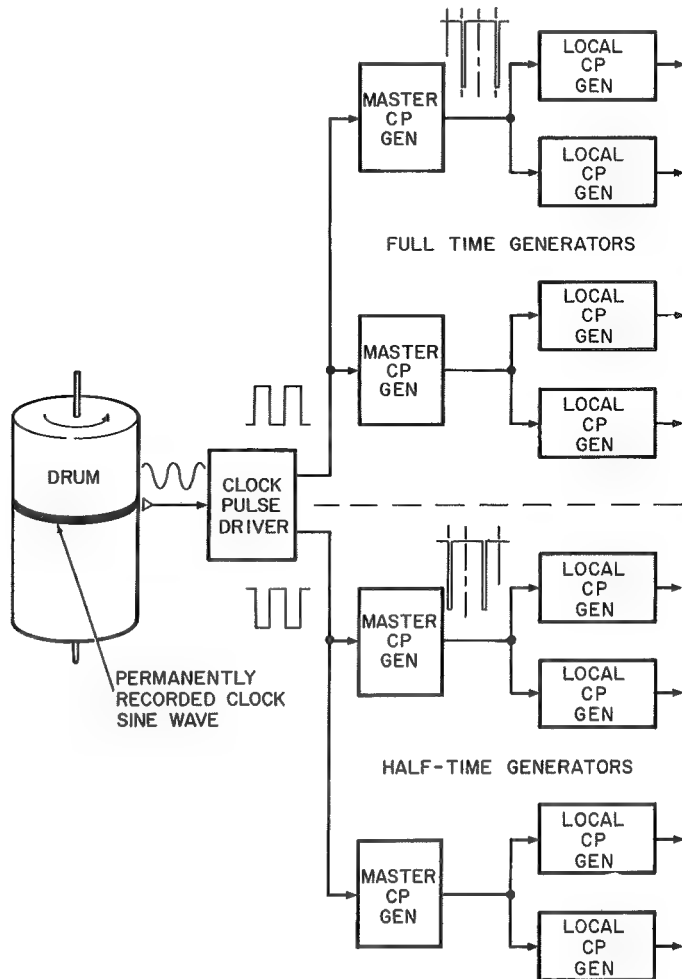 MASTER
CP
GEN
LOCAL
CP
GEN
LOCAL
CP
GEN
FULL TIME GENERATORS
MASTER
CP
GEN
LOCAL
CP
GEN
LOCAL
CP
GEN
DRUM
CLOCK
PULSE
DRIVER
PERMANENTLY
RECORDED CLOCK
SINE WAVE
MASTER
CP
GEN
LOCAL
CP
GEN
LOCAL
CP
GEN
HALF-TIME GENERATORS
MASTER
CP
GEN
LOCAL
CP
GEN
LOCAL
CP
GEN